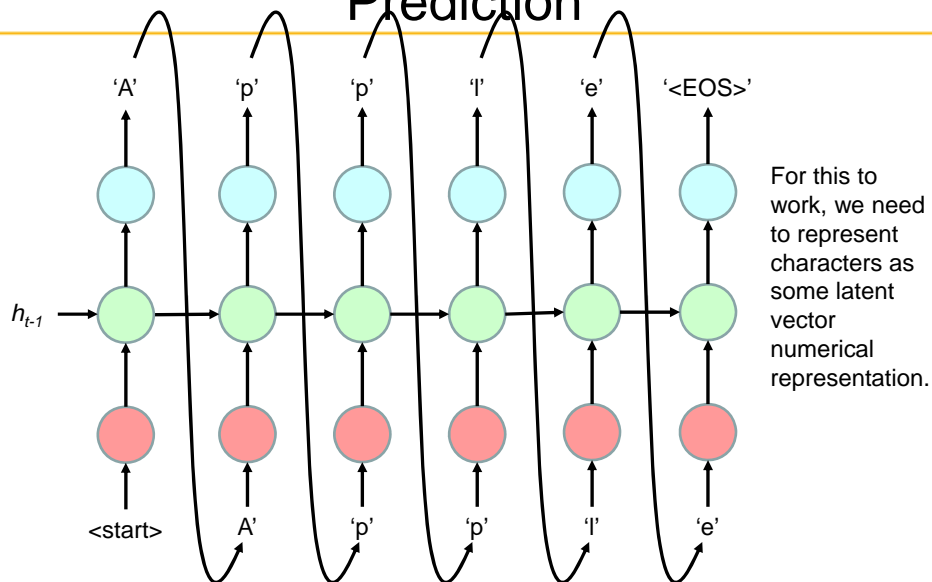 Prediction
‘A’ ‘p’ ‘p’ ‘l’ ‘e’ ‘<EOS>’
For this to
work, we need
to represent
characters as
some latent
vector
numerical
representation.
h_{t-1}
<start> A’ ‘p’ ‘p’ ‘l’ ‘e’